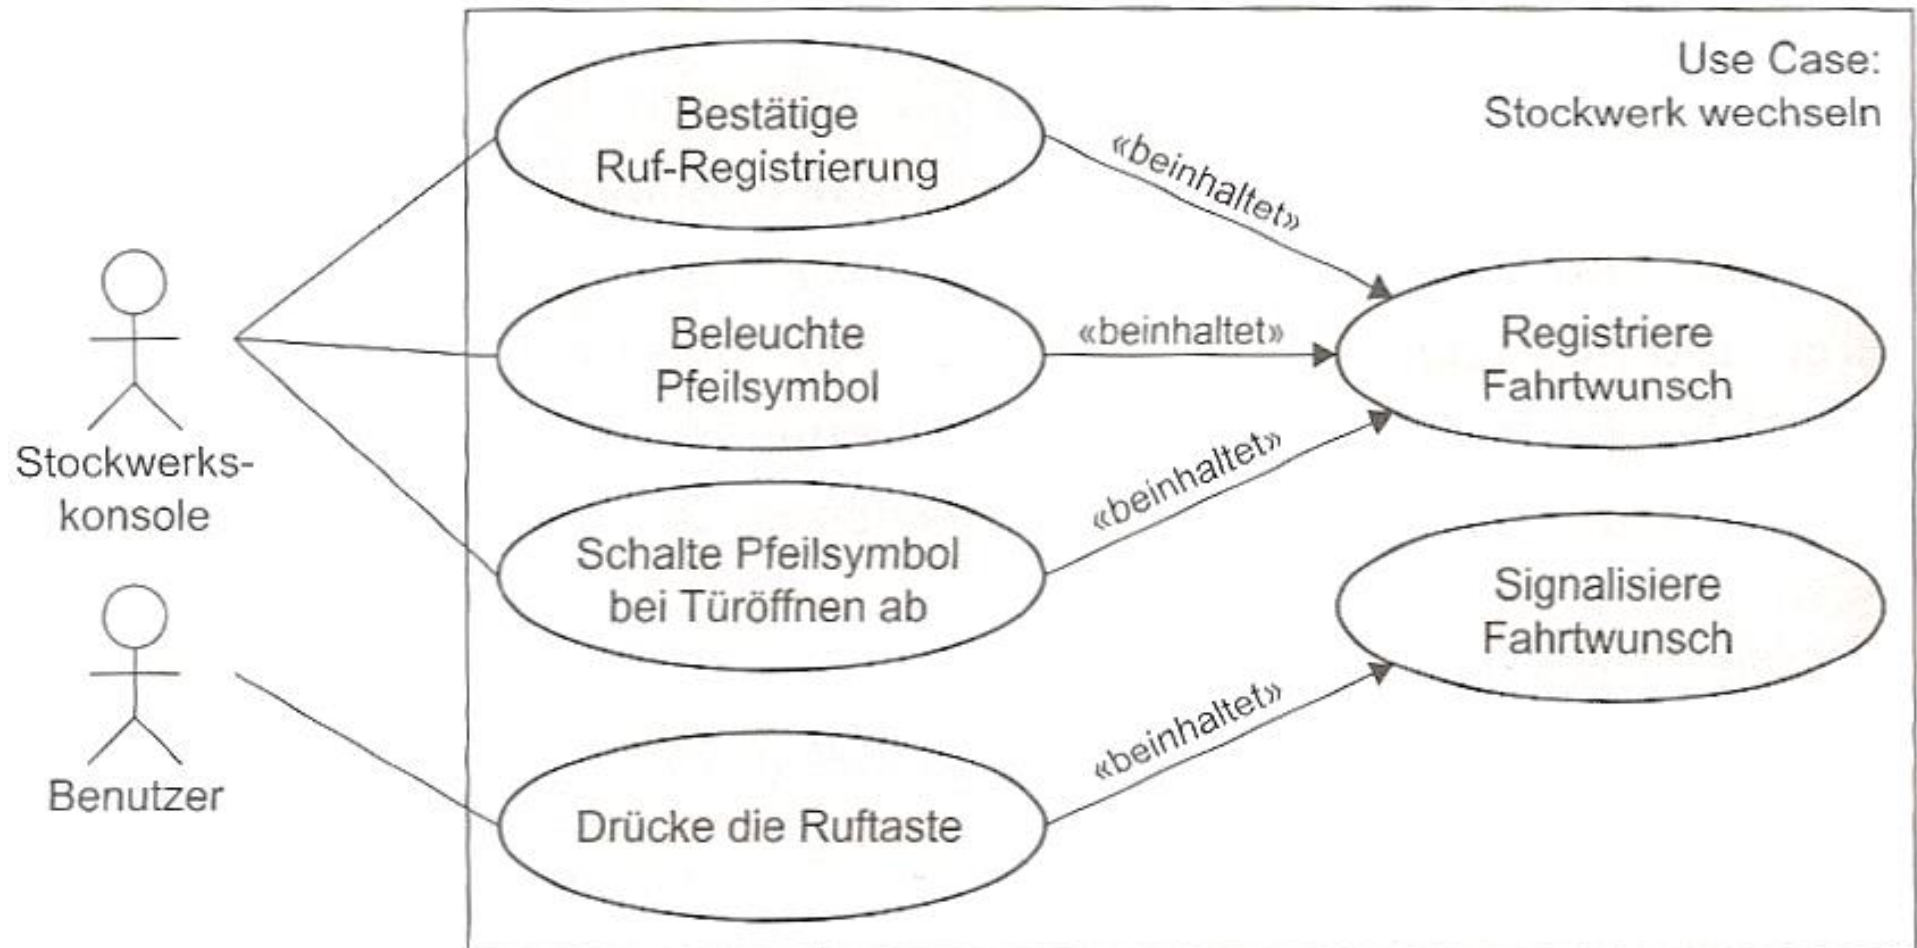 Use Case:
Stockwerk wechseln
Bestätige
Ruf-Registrierung
«beinhaltet»
Beleuchte
Pfeilsymbol
«beinhaltet»
Registriere
Fahrtwunsch
Stockwerks-
konsole
Schalte Pfeilsymbol
bei Türöffnen ab
«beinhaltet»
Signalisiere
Fahrtwunsch
Benutzer
Drücke die Ruftaste
«beinhaltet»